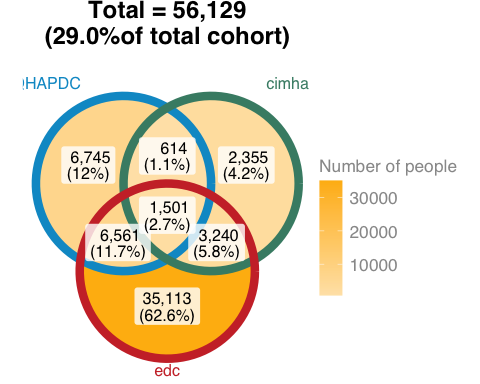 Total = 56,129
(29.0%of total cohort)
HAPDC
cimha
6,745
(12%)
614
(1.1%)
2,355
(4.2%)
1,501
(2.7%)
6,561
(11.7%)
3,240
(5.8%)
35,113
(62.6%)
edc
Number of people
30000
20000
10000